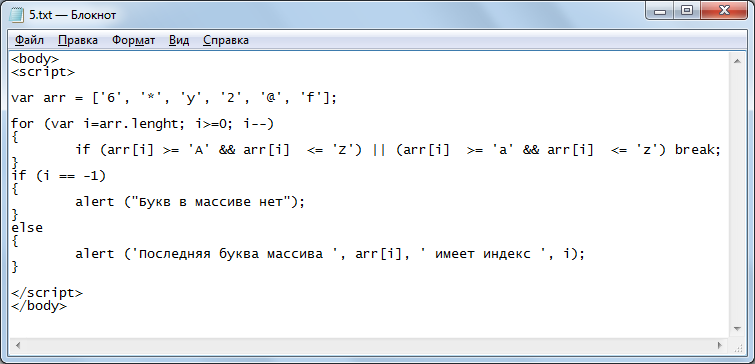 5.txt — Блокнот
Файл Правка Формат Вид Справка
<body>
<script>
var arr = ['6', '*', 'y', '2', '@', 'f'];
for (var i=arr.lenght; i>=0; i--)
{
if (arr[i] >= 'A' && arr[i]  <= 'Z') || (arr[i]  >= 'a' && arr[i]  <= 'z') break;
}
if (i == -1)
{
alert ("Букв в массиве нет");
}
else
{
alert ('Последняя буква массива ', arr[i], ' имеет индекс ', i);
}
</script>
</body>